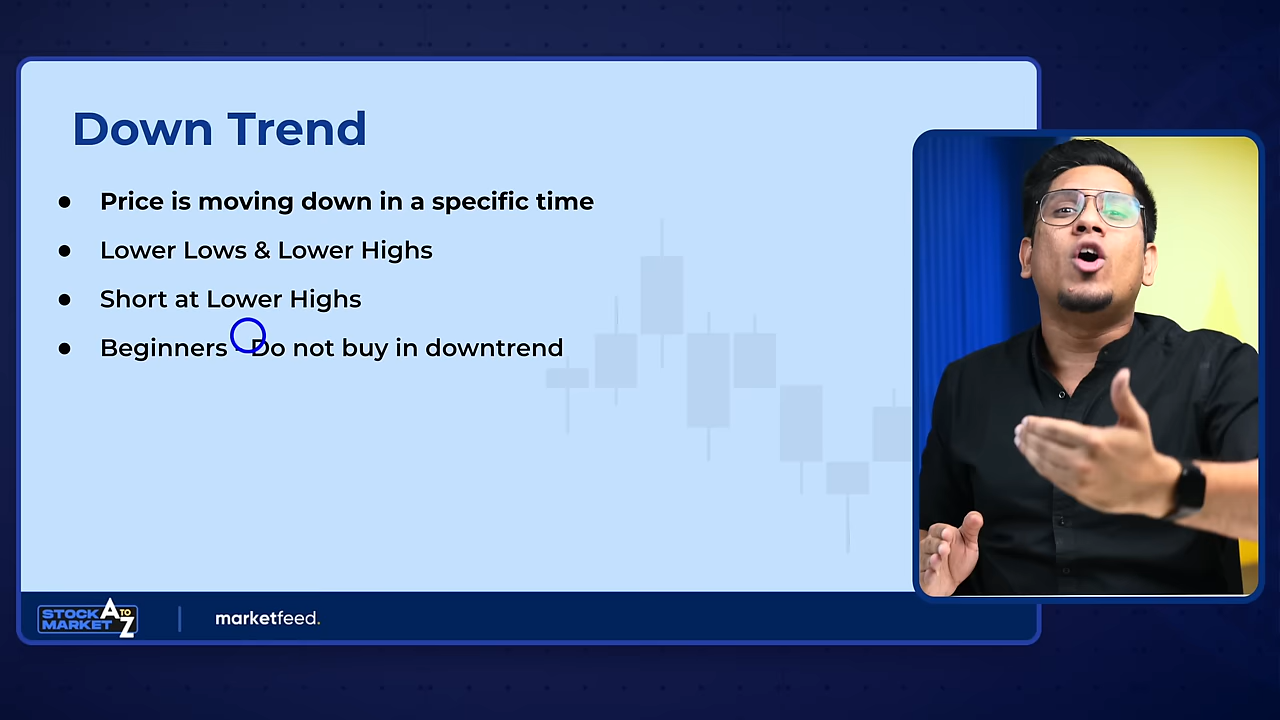 Down Trend
● Price is moving down in a specific time
● Lower Lows & Lower Highs
● Short at Lower Highs
● Beginners - Do not buy in downtrend
STOCK MARKET A TO Z
marketfeed.